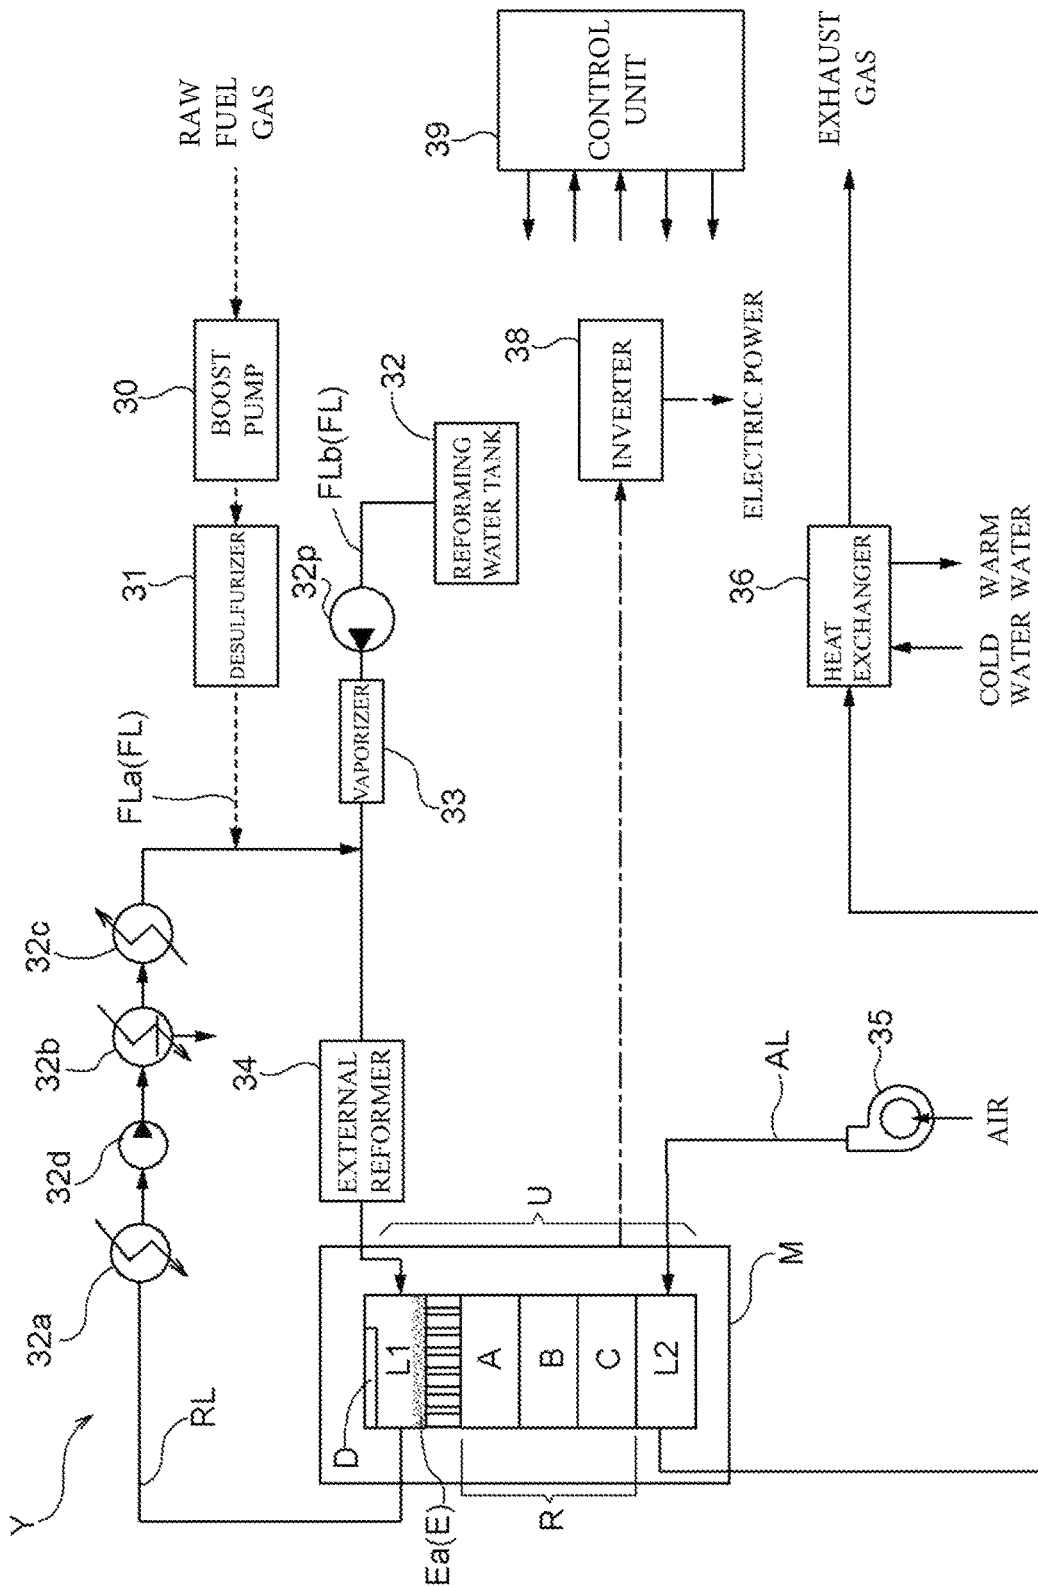 Y
RL
32a
32d
32b
32c
FLa(FL)
31
DESULFURIZER
30
BOOST
PUMP
RAW
FUEL
GAS
34
EXTERNAL
REFORMER
VAPORIZER
33
32p
FLb(FL)
32
REFORMING
WATER TANK
39
CONTROL
UNIT
D
L1
Ea(E)
A
B
C
L2
R
U
M
38
INVERTER
ELECTRIC POWER
AL
35
AIR
36
HEAT
EXCHANGER
COLD
WATER
WARM
WATER
EXHAUST
GAS